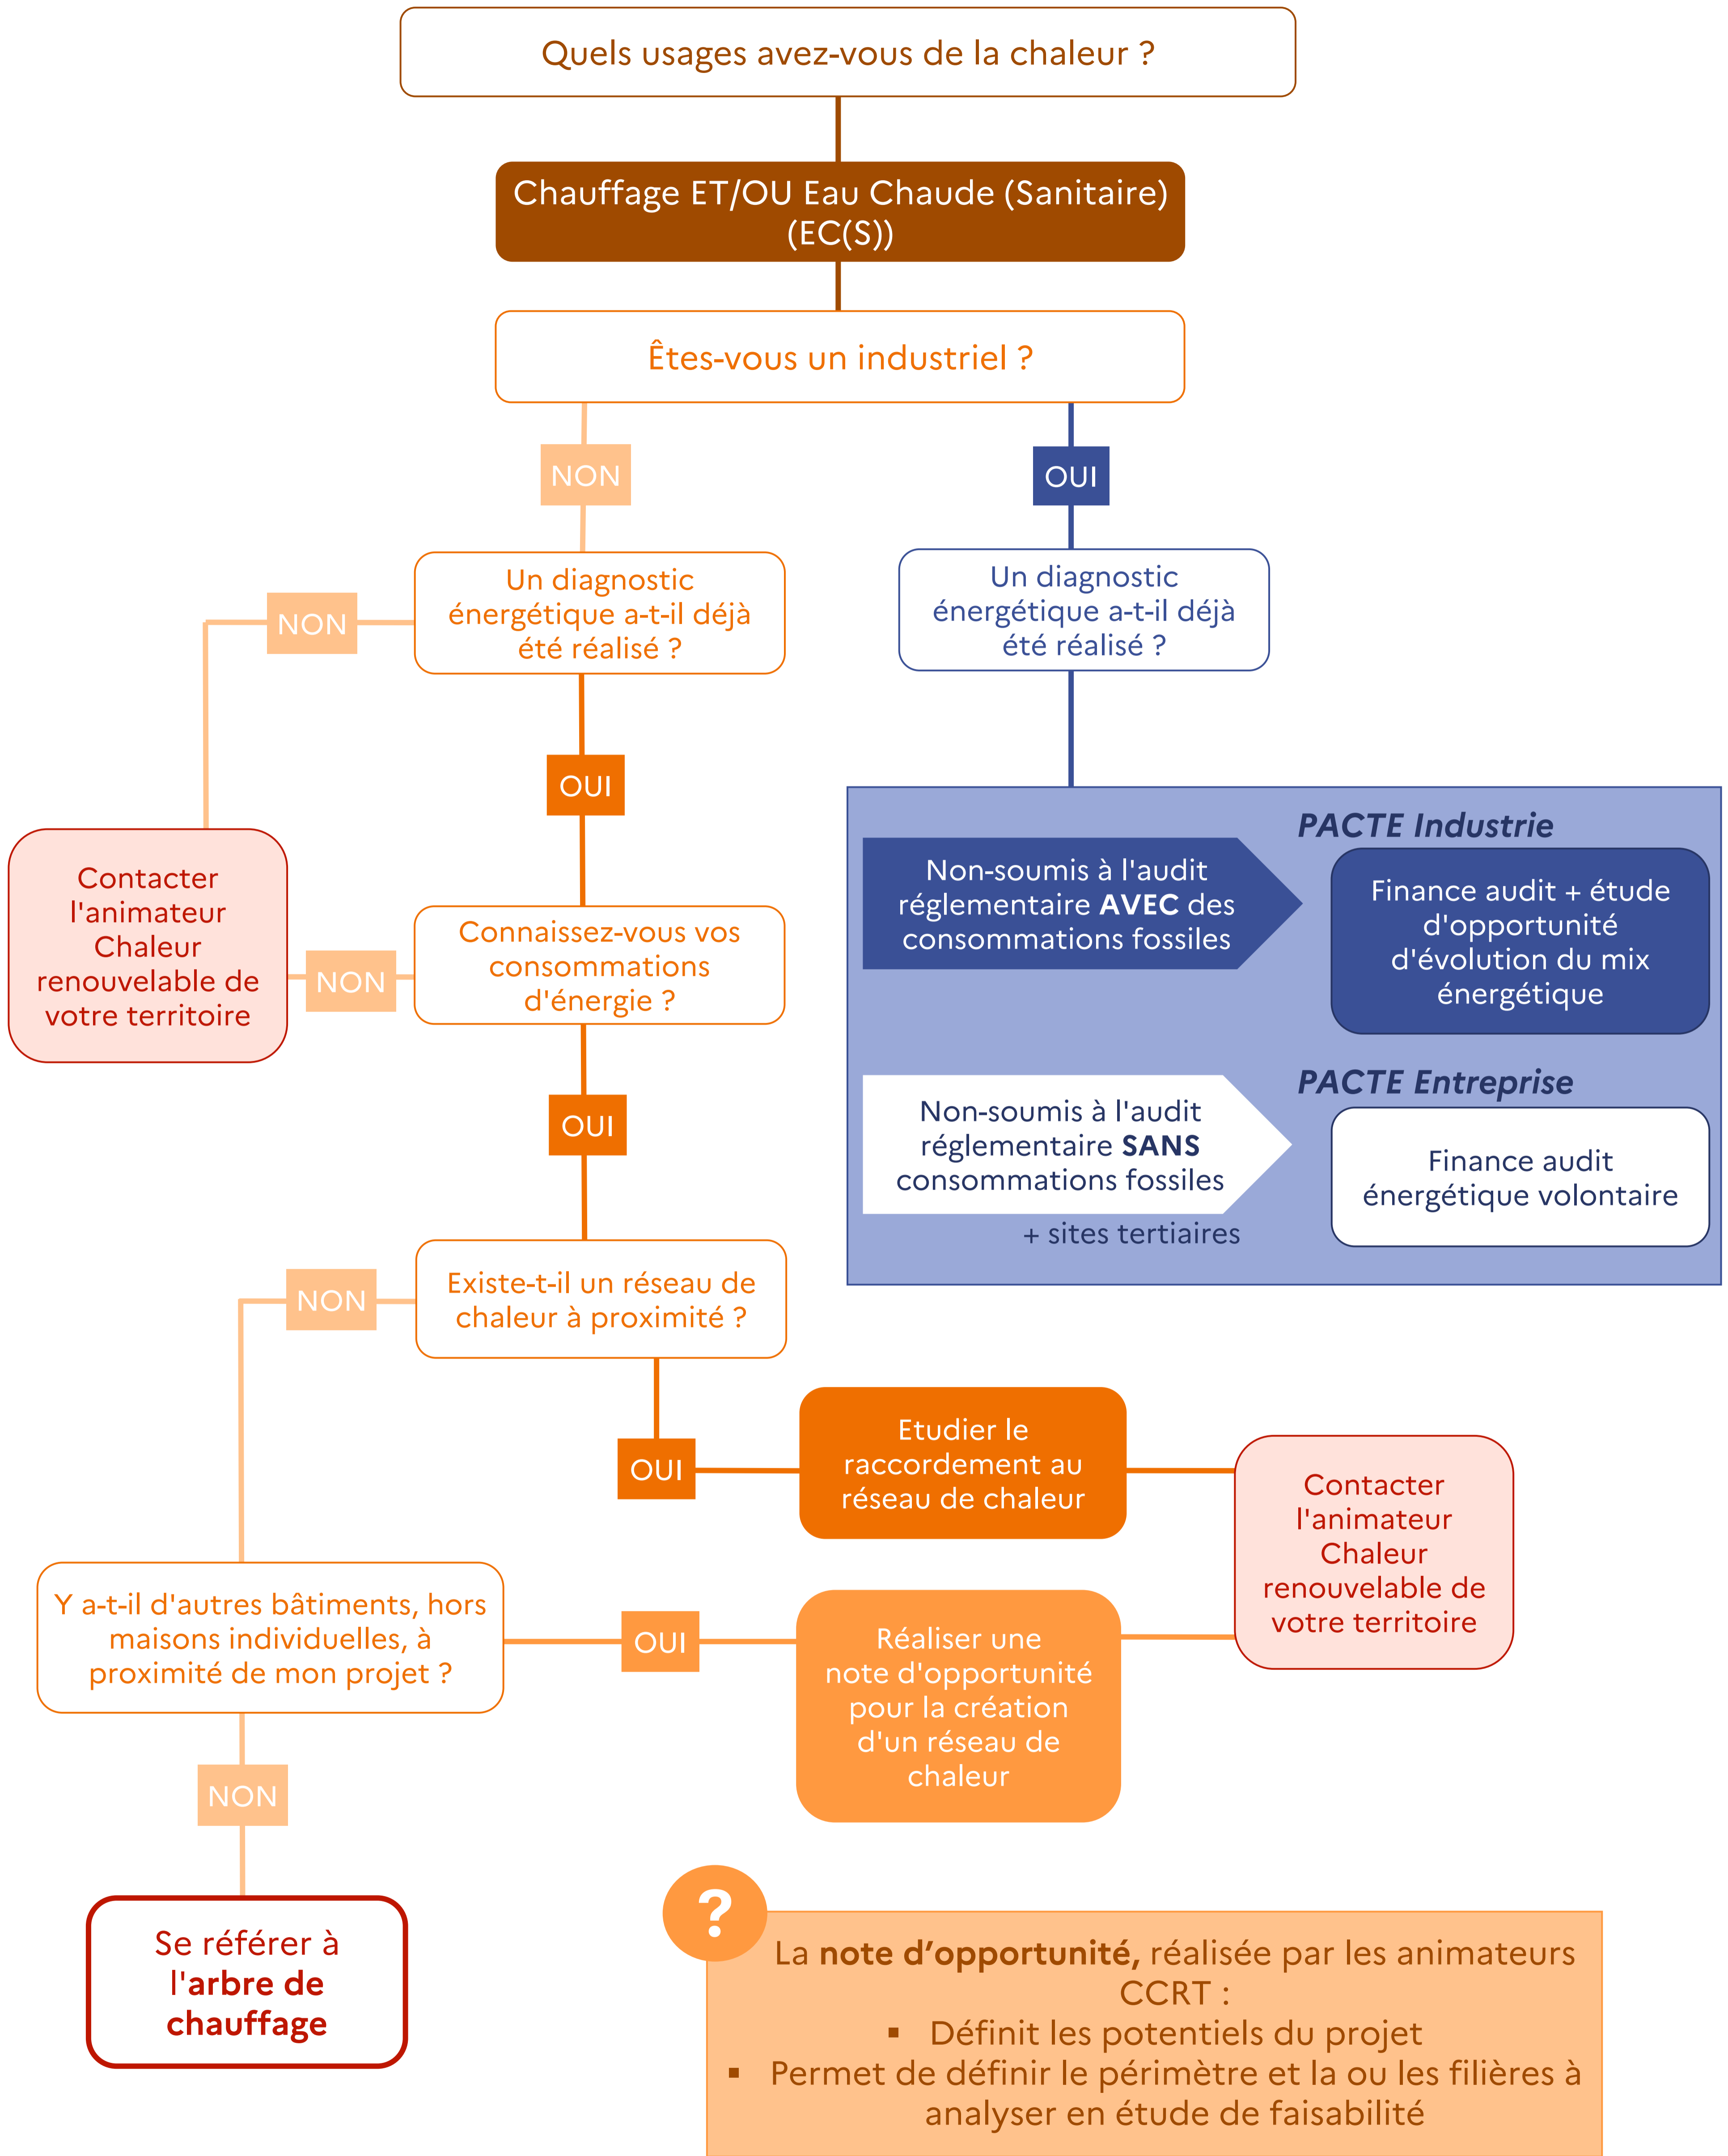 Quels usages avez-vous de la chaleur ?
Chauffage ET/OU Eau Chaude (Sanitaire)
(EC(S))
Êtes-vous un industriel ?
NON
OUI
Un diagnostic
énergétique a-t-il déjà
été réalisé ?
Un diagnostic
énergétique a-t-il déjà
été réalisé ?
NON
OUI
Contacter
l'animateur
Chaleur
renouvelable de
votre territoire
Connaissez-vous vos
consommations
d'énergie ?
NON
OUI
PACTE Industrie
Non-soumis à l'audit
réglementaire AVEC des
consommations fossiles
Finance audit + étude
d'opportunité
d'évolution du mix
énergétique
PACTE Entreprise
Non-soumis à l'audit
réglementaire SANS
consommations fossiles
+ sites tertiaires
Finance audit
énergétique volontaire
Existe-t-il un réseau de
chaleur à proximité ?
NON
OUI
Etudier le
raccordement au
réseau de chaleur
Contacter
l'animateur
Chaleur
renouvelable de
votre territoire
Y a-t-il d'autres bâtiments, hors
maisons individuelles, à
proximité de mon projet ?
OUI
Réaliser une
note d'opportunité
pour la création
d'un réseau de
chaleur
NON
Se référer à
l'arbre de
chauffage
?
La note d’opportunité, réalisée par les animateurs
CCRT :
▪ Définit les potentiels du projet
▪ Permet de définir le périmètre et la ou les filières à
analyser en étude de faisabilité